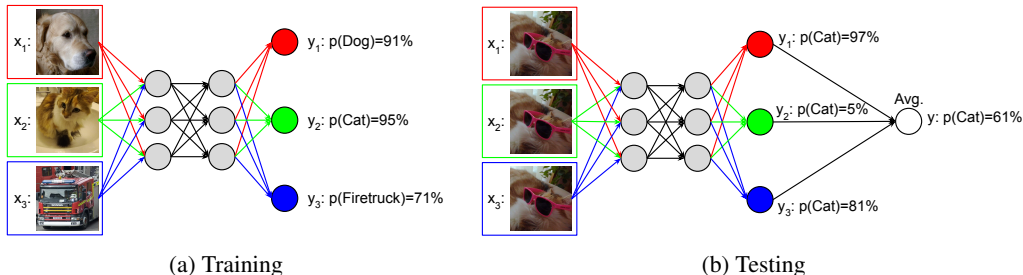 x₁:
y₁: p(Dog)=91%
x₂:
y₂: p(Cat)=95%
x₃:
y₃: p(Firetruck)=71%
(a) Training
x₁:
y₁: p(Cat)=97%
x₂:
y₂: p(Cat)=5%
Avg.
y: p(Cat)=61%
x₃:
y₃: p(Cat)=81%
(b) Testing